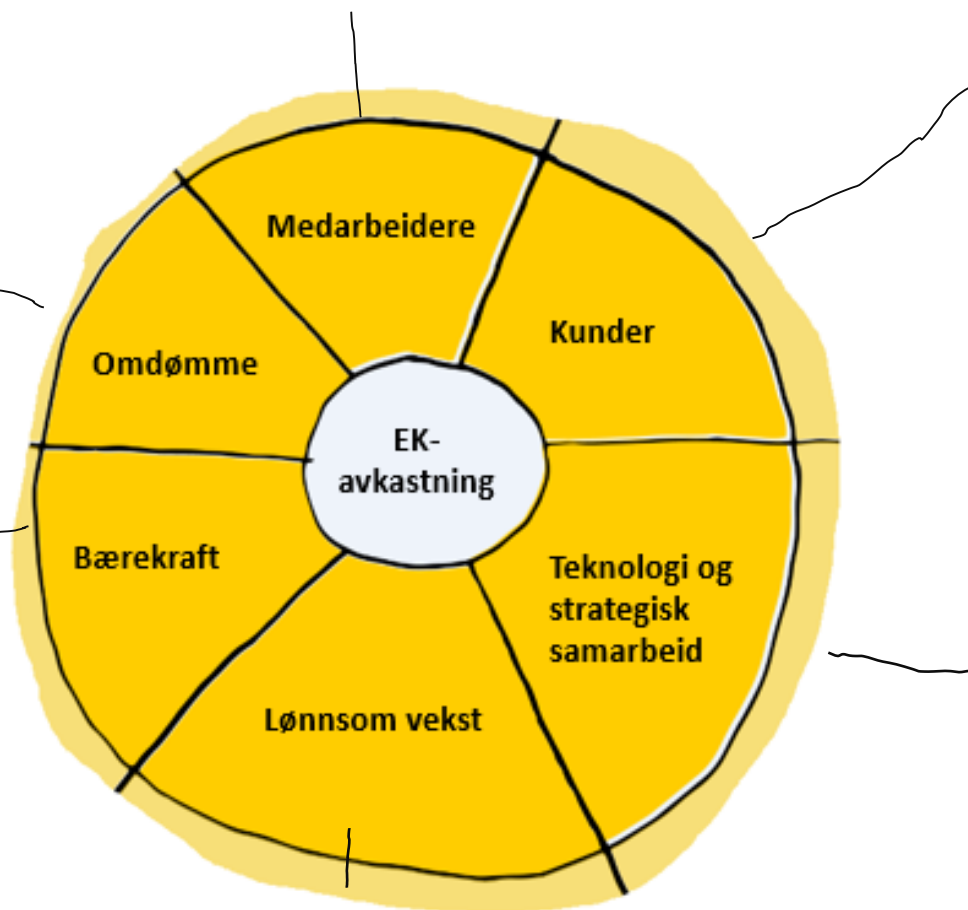 Medarbeidere
Kunder
Omdømme
EK-
avkastning
Bærekraft
Teknologi og
strategisk
samarbeid
Lønnsom vekst